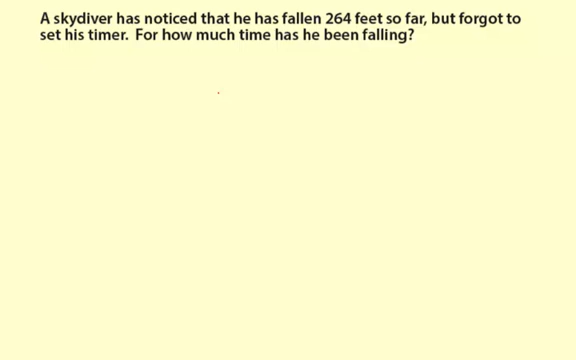 A skydiver has noticed that he has fallen 264 feet so far, but forgot to
set his timer.  For how much time has he been falling?